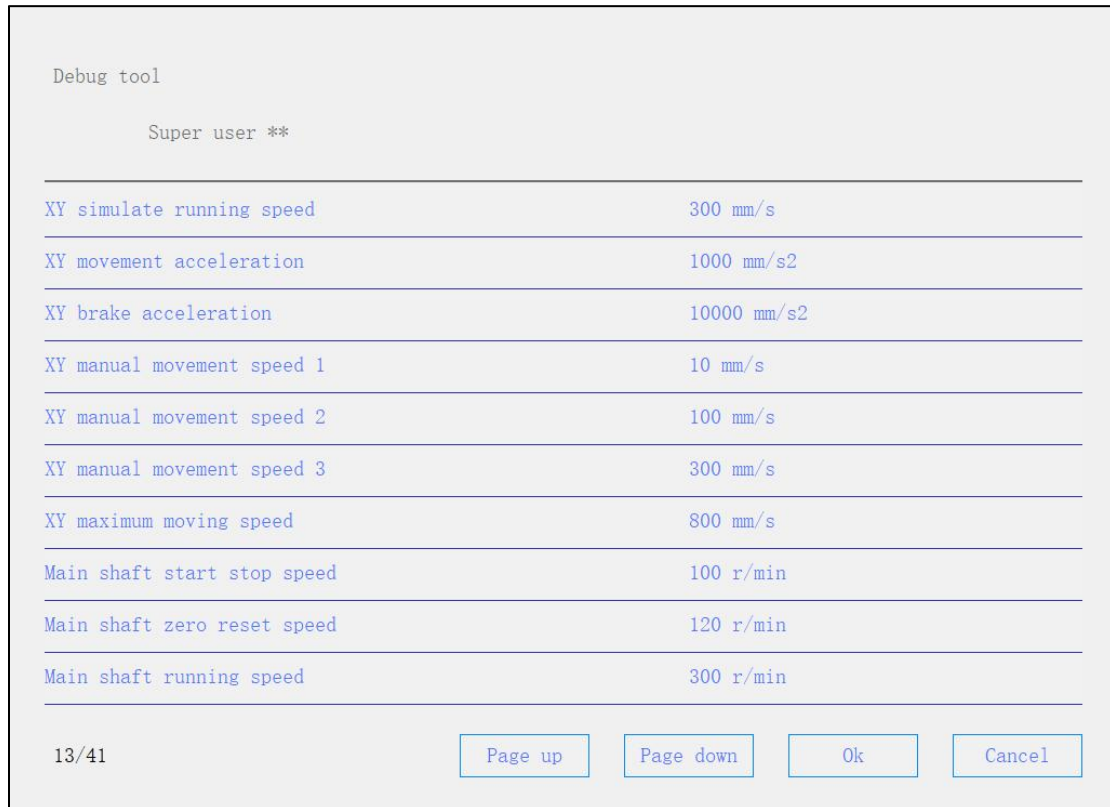 Debug tool
Super user **
XY simulate running speed 300 mm/s
XY movement acceleration 1000 mm/s2
XY brake acceleration 10000 mm/s2
XY manual movement speed 1 10 mm/s
XY manual movement speed 2 100 mm/s
XY manual movement speed 3 300 mm/s
XY maximum moving speed 800 mm/s
Main shaft start stop speed 100 r/min
Main shaft zero reset speed 120 r/min
Main shaft running speed 300 r/min
13/41 Page up Page down Ok Cancel